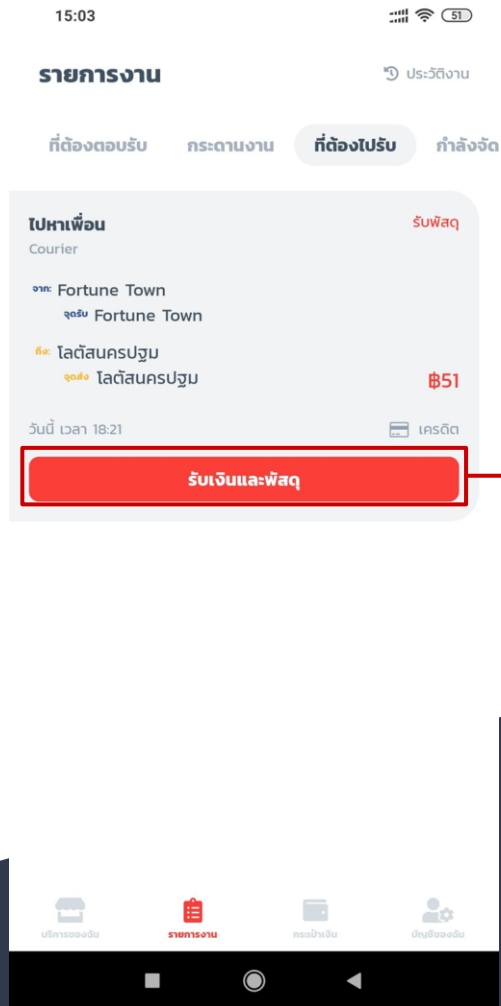 15:03
51
รายการงาน
ประวัติงาน
ที่ต้องตอบรับ กระดานงาน ที่ต้องไปรับ กำลังจัด
ไปหาเพื่อน รับพัสดุ
Courier
จาก: Fortune Town
จุดรับ Fortune Town
ถึง: โลตัสนครปฐม
จุดส่ง โลตัสนครปฐม
฿51
วันนี้ เวลา 18:21 เครดิต
รับเงินและพัสดุ
บริการของฉัน รายการงาน กระเป๋าเงิน บัญชีของฉัน